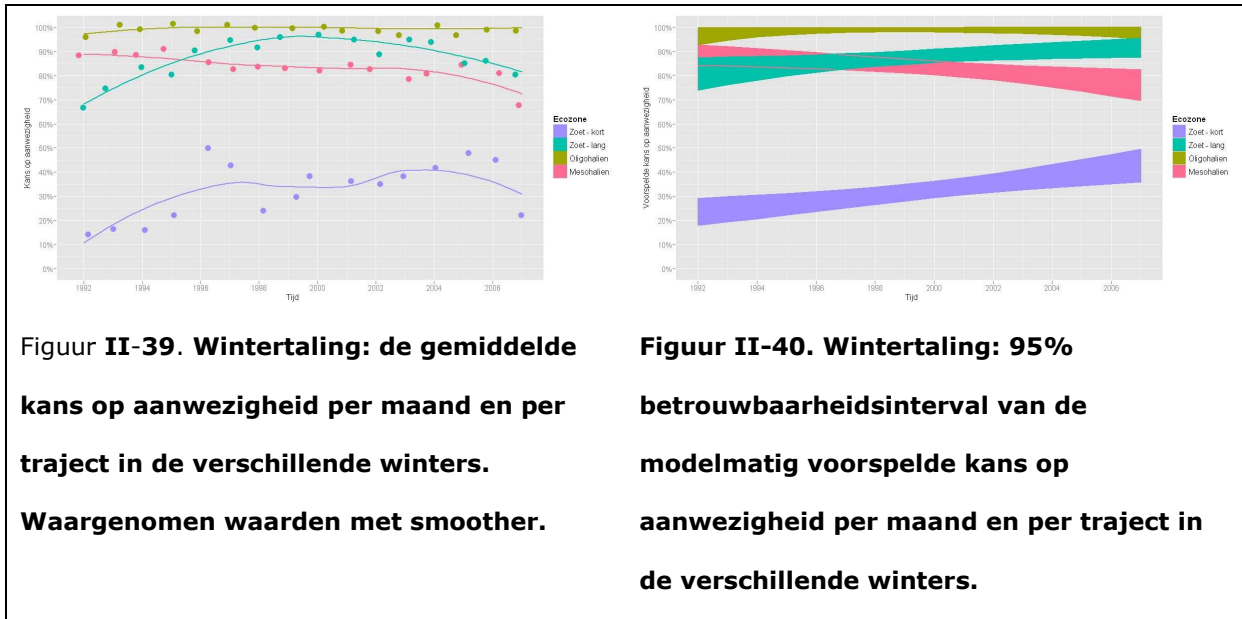 100%
90%
80%
70%
60%
50%
40%
30%
20%
10%
0%
Kans op aanwezigheid
1992 1994 1996 1998 2000 2002 2004 2006
Tijd
Ecozone
Zoet - kort
Zoet - lang
Oligohalien
Mesohalien
100%
90%
80%
70%
60%
50%
40%
30%
20%
10%
0%
Voorspelde kans op aanwezigheid
1992 1994 1996 1998 2000 2002 2004 2006
Tijd
Ecozone
Zoet - kort
Zoet - lang
Oligohalien
Mesohalien
Figuur II-39. Wintertaling: de gemiddelde
kans op aanwezigheid per maand en per
traject in de verschillende winters.
Waargenomen waarden met smoother.
Figuur II-40. Wintertaling: 95%
betrouwbaarheidsinterval van de
modelmatig voorspelde kans op
aanwezigheid per maand en per traject in
de verschillende winters.